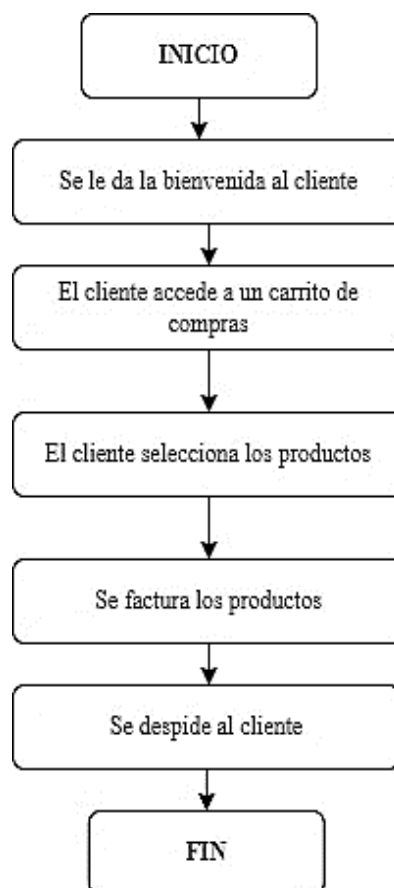 INICIO
Se le da la bienvenida al cliente
El cliente accede a un carrito de
compras
El cliente selecciona los productos
Se factura los productos
Se despide al cliente
FIN